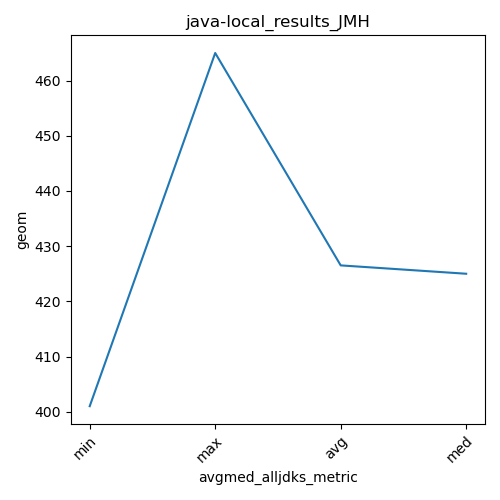 java-local_results_JMH
460
450
440
430
420
410
400
geom
min
max
avg
med
avgmed_alljdks_metric